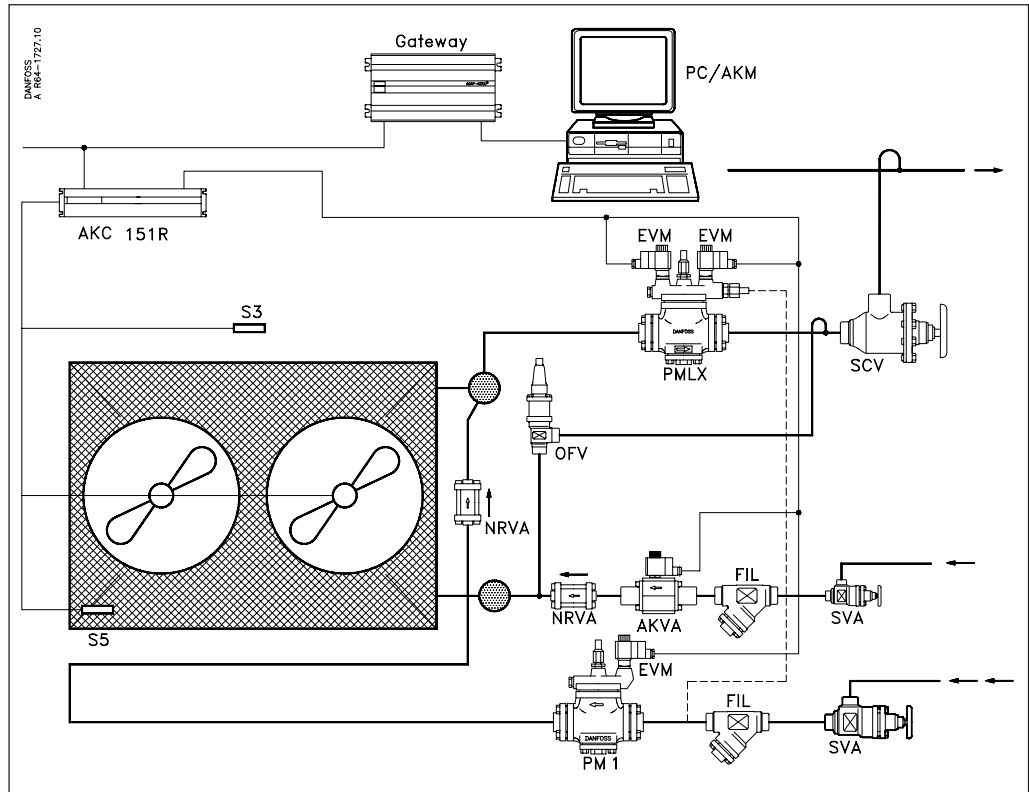 DANFOSS
A R64-1727.10
Gateway
PC/AKM
AKC 151R
EVM EVM
S3
DANFOSS
PMLX
SCV
OFV
NRVA
FIL
NRVA
AKVA
SVA
S5
EVM
FIL
DANFOSS
SVA
PM 1